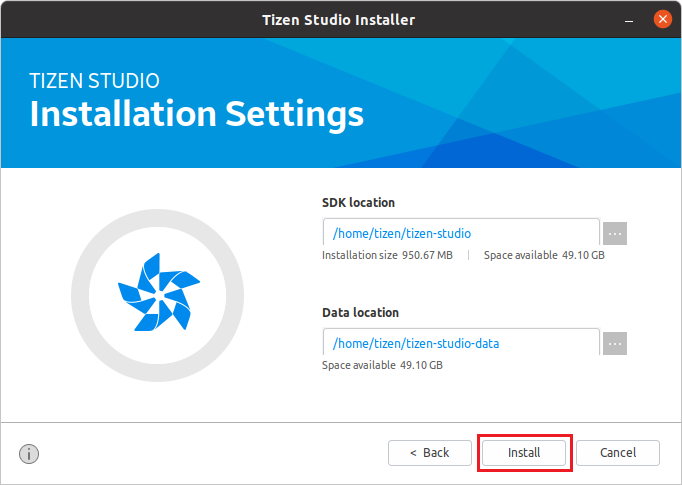 Tizen Studio Installer
TIZEN STUDIO
Installation Settings
SDK location
/home/tizen/tizen-studio
...
Installation size 950.67 MB | Space available 49.10 GB
Data location
/home/tizen/tizen-studio-data
...
Space available 49.10 GB
i
< Back
Install
Cancel